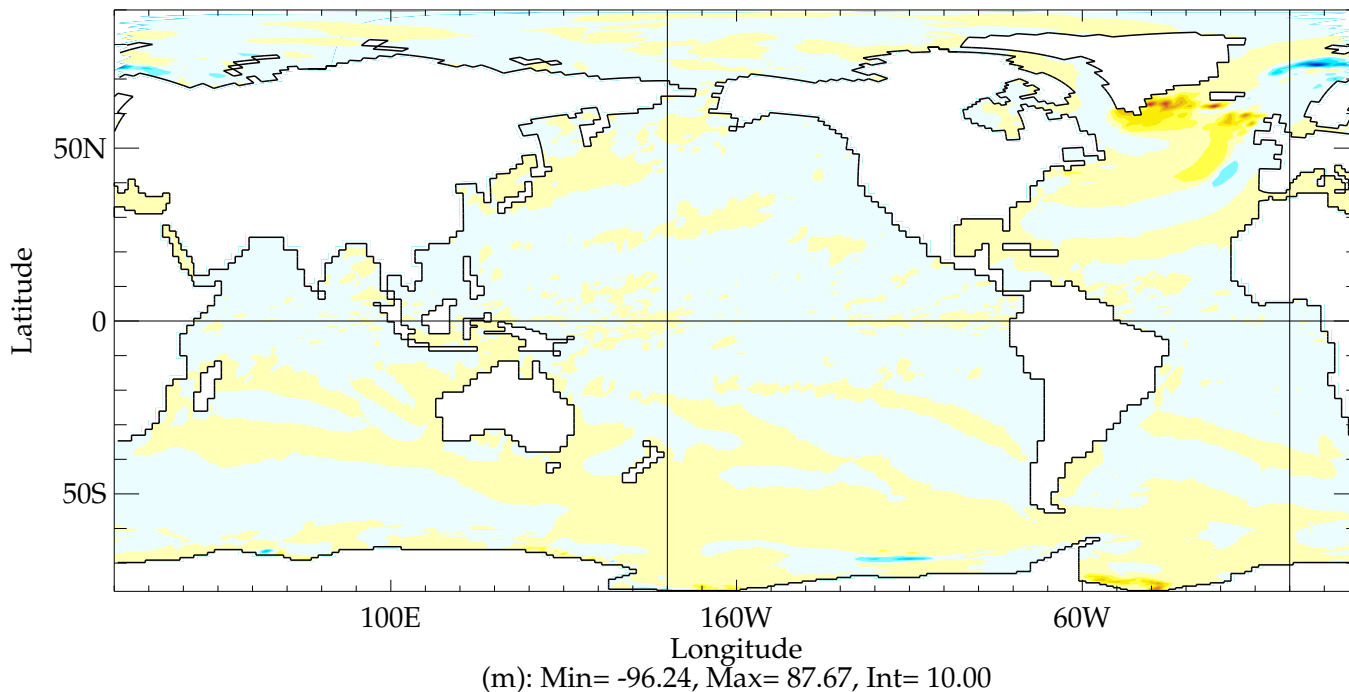 50N
0
50S
Latitude
100E
160W
60W
Longitude
(m): Min= -96.24, Max= 87.67, Int= 10.00